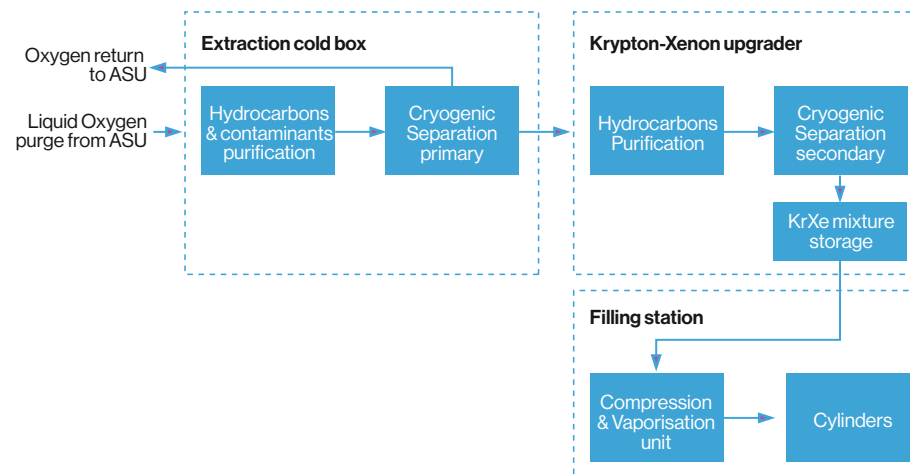 Extraction cold box
Krypton-Xenon upgrader
Oxygen return
to ASU
Liquid Oxygen
purge from ASU
Hydrocarbons
& contaminants
purification
Cryogenic
Separation
primary
Hydrocarbons
Purification
Cryogenic
Separation
secondary
KrXe mixture
storage
Filling station
Compression
& Vaporisation
unit
Cylinders